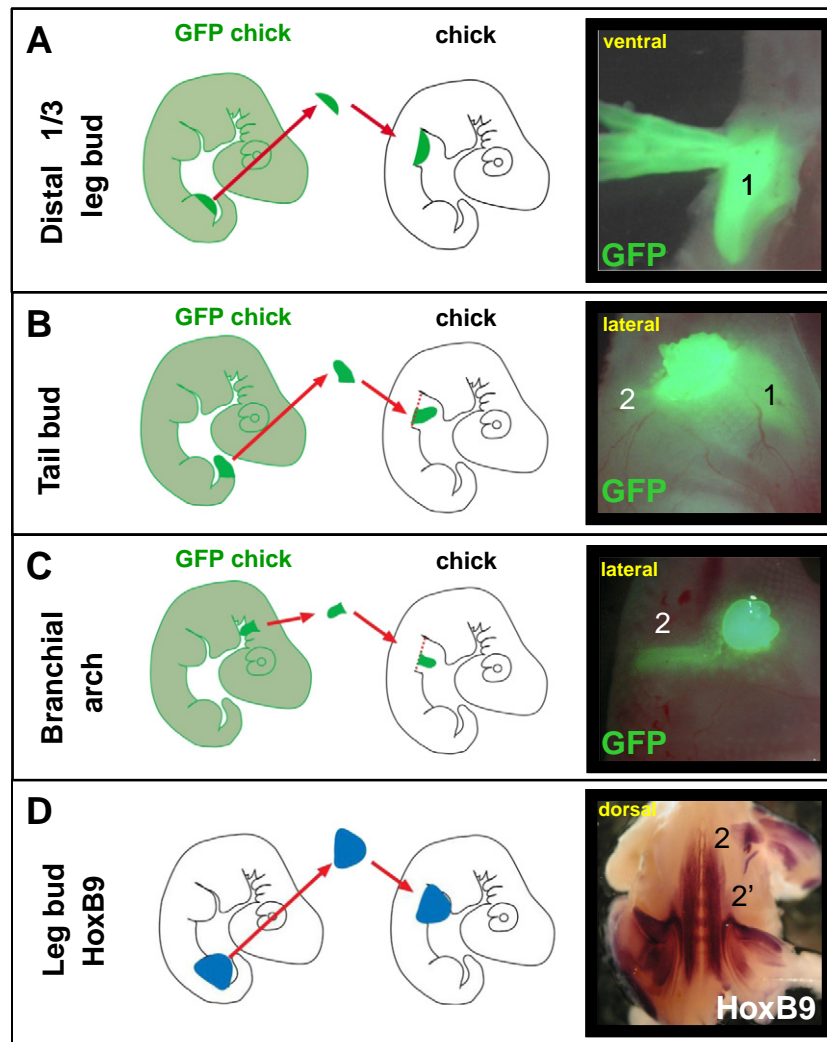 A
GFP chick
chick
Distal 1/3
leg bud
ventral
1
GFP
B
GFP chick
chick
Tail bud
lateral
2
1
GFP
C
GFP chick
chick
Branchial
arch
lateral
2
GFP
D
Leg bud
HoxB9
dorsal
2
2'
HoxB9